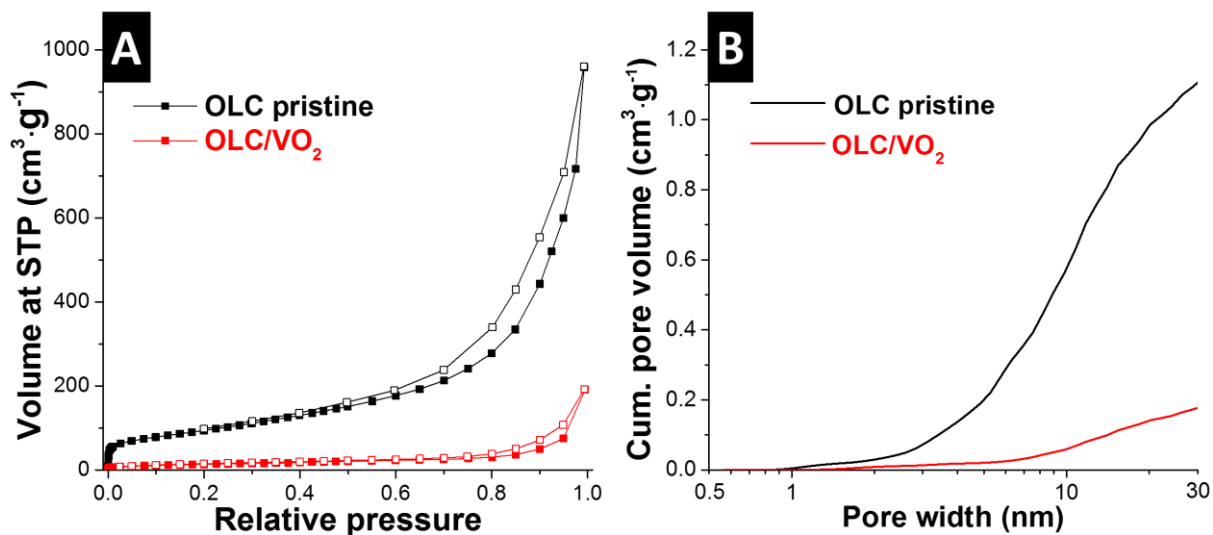 A
OLC pristine
OLC/VO₂
Volume at STP (cm³·g⁻¹)
1000
800
600
400
200
0
0.0 0.2 0.4 0.6 0.8 1.0
Relative pressure
B
OLC pristine
OLC/VO₂
Cum. pore volume (cm³·g⁻¹)
1.2
1.0
0.8
0.6
0.4
0.2
0.0
0.5 1 10 30
Pore width (nm)